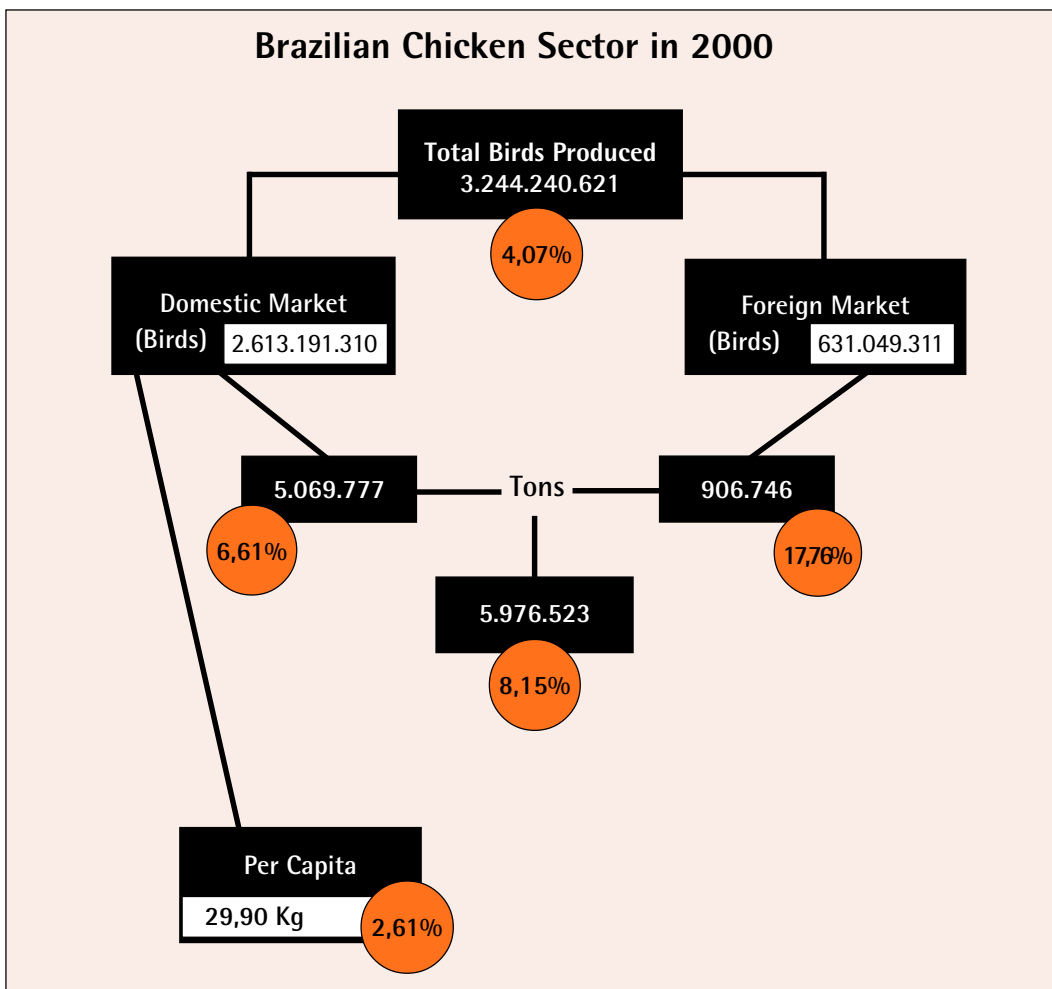 Brazilian Chicken Sector in 2000
Total Birds Produced
3.244.240.621
4,07%
Domestic Market
(Birds) 2.613.191.310
Foreign Market
(Birds) 631.049.311
5.069.777
Tons
906.746
6,61%
17,76%
5.976.523
8,15%
Per Capita
29,90 Kg
2,61%